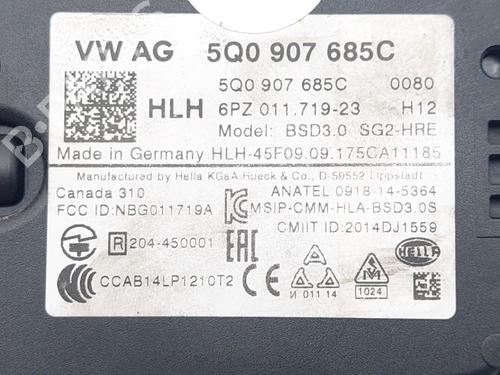 VW AG 5Q0 907 685C
5Q0 907 685C 0080
HLH 6PZ 011.719-23 H12
Model: BSD3.0 SG2-HRE
Made in Germany HLH-45F09.09.175CA11185
Manufactured by Hella KGaA Hueck & Co., D-59552 Lippstadt
Canada 310 ANATEL 0918-14-5364
FCC ID:NBG011719A MSIP-CMM-HLA-BSD3.0S
CMIIT ID:2014DJ1559
R 204-450001 EAC HELLA
CCAB14LP1210T2 CE И 011 14 1024